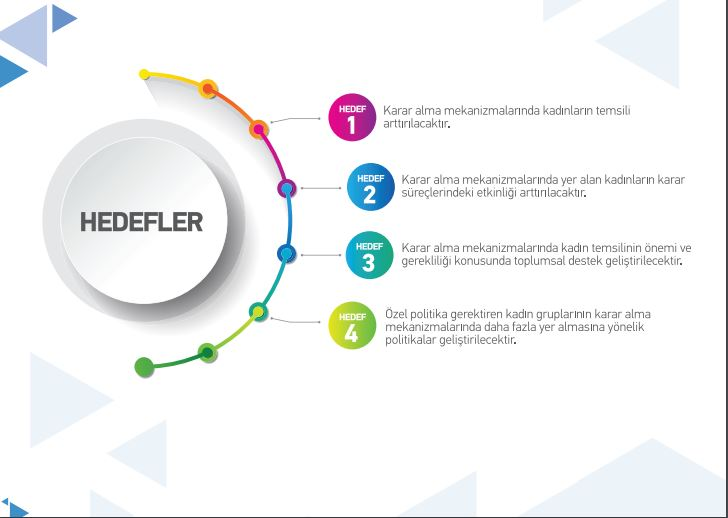 HEDEFLER
HEDEF
1
Karar alma mekanizmalarında kadınların temsili
arttırılacaktır.
HEDEF
2
Karar alma mekanizmalarında yer alan kadınların karar
süreçlerindeki etkinliği arttırılacaktır.
HEDEF
3
Karar alma mekanizmalarında kadın temsilinin önemi ve
gerekliliği konusunda toplumsal destek geliştirilecektir.
HEDEF
4
Özel politika gerektiren kadın gruplarının karar alma
mekanizmalarında daha fazla yer almasına yönelik
politikalar geliştirilecektir.